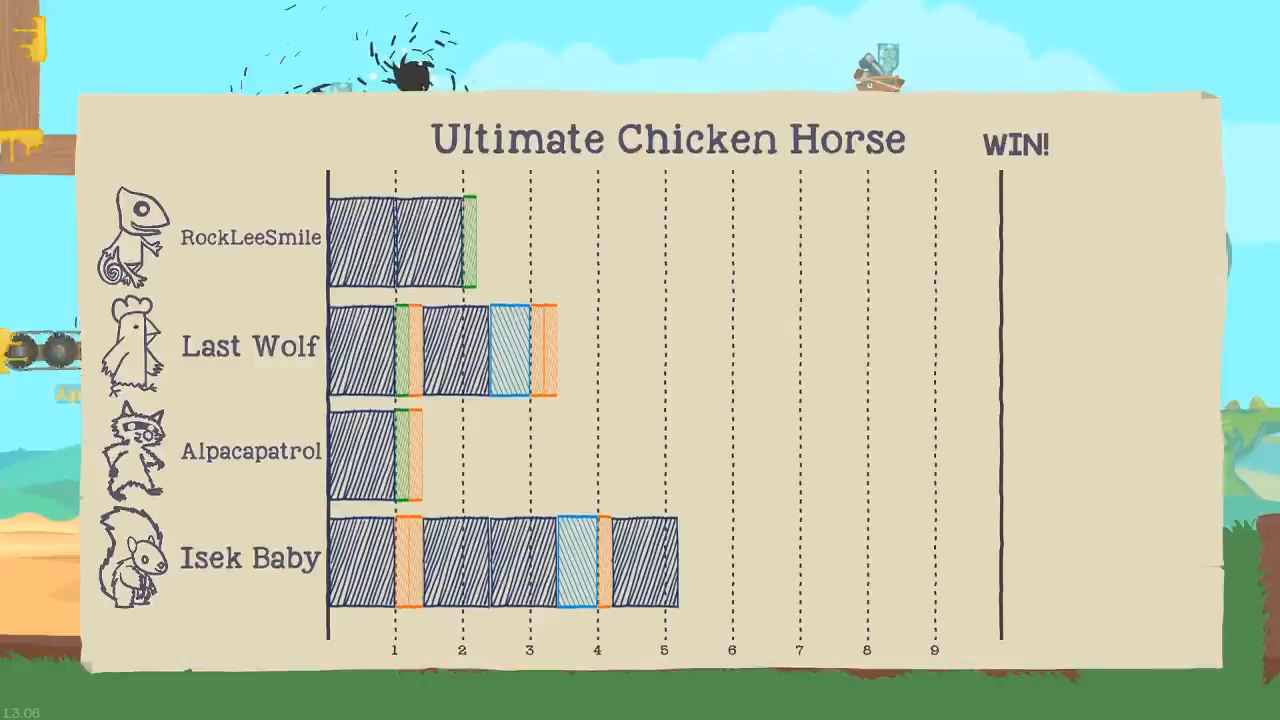 Ultimate Chicken Horse
WIN!
RockLeeSmile
Last Wolf
Alpacapatrol
Isek Baby
1 2 3 4 5 6 7 8 9
1.3.06